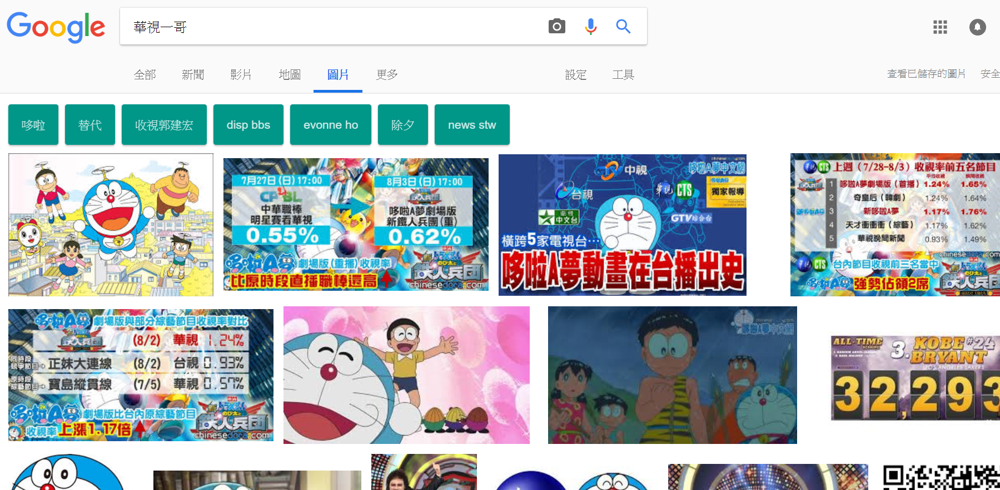 Google
華視一哥
全部 新聞 影片 地圖 圖片 更多 設定 工具 查看已儲存的圖片 安全
哆啦 替代 收視郭建宏 disp bbs evonne ho 除夕 news stw
7月27日(日)17:00
CPBL
中華職棒
明星賽看華視
0.55%
8月3日(日)17:00
哆啦A夢劇場版
新鐵人兵團(重)
0.62%
哆啦A夢劇場版(重播)收視率
比原時段直播職棒還高
鉄人兵団
chinesedora.com
中視
哆啦A夢中文網
台視
華視 CTS
獨家報導
衛視中文台
GTV綜合台
橫跨5家電視台…
哆啦A夢動畫在台播出史
華視 CTS 上週(7/28-8/3)收視率前五名節目
1 哆啦A夢劇場版(首播) 1.24% 1.65%
2 奇皇后(韓劇) 1.24% 1.64%
3 新哆啦A夢 1.17% 1.76%
4 天才衝衝衝(綜藝) 1.17% 1.62%
5 華視晚間新聞 0.93% 1.49%
chinesedora.com
華視 CTS 台內節目收視前三名當中
哆啦A夢 強勢佔領2席
哆啦A夢劇場版與部分綜藝節目收視率對比
鉄人兵団 (8/2) 華視 1.24%
同時段
競爭節目 正妹大連線 (8/2) 台視 0.93%
原時段
綜藝節目 寶島縱貫線 (7/5) 華視 0.57%
哆啦A夢劇場版比台內原綜藝節目
收視率上漲1.17倍
鉄人兵団
chinesedora.com
哆啦A夢中文網
ALL-TIME
3. KOBE #24
BRYANT
LOS ANGELES LAKERS
32,293